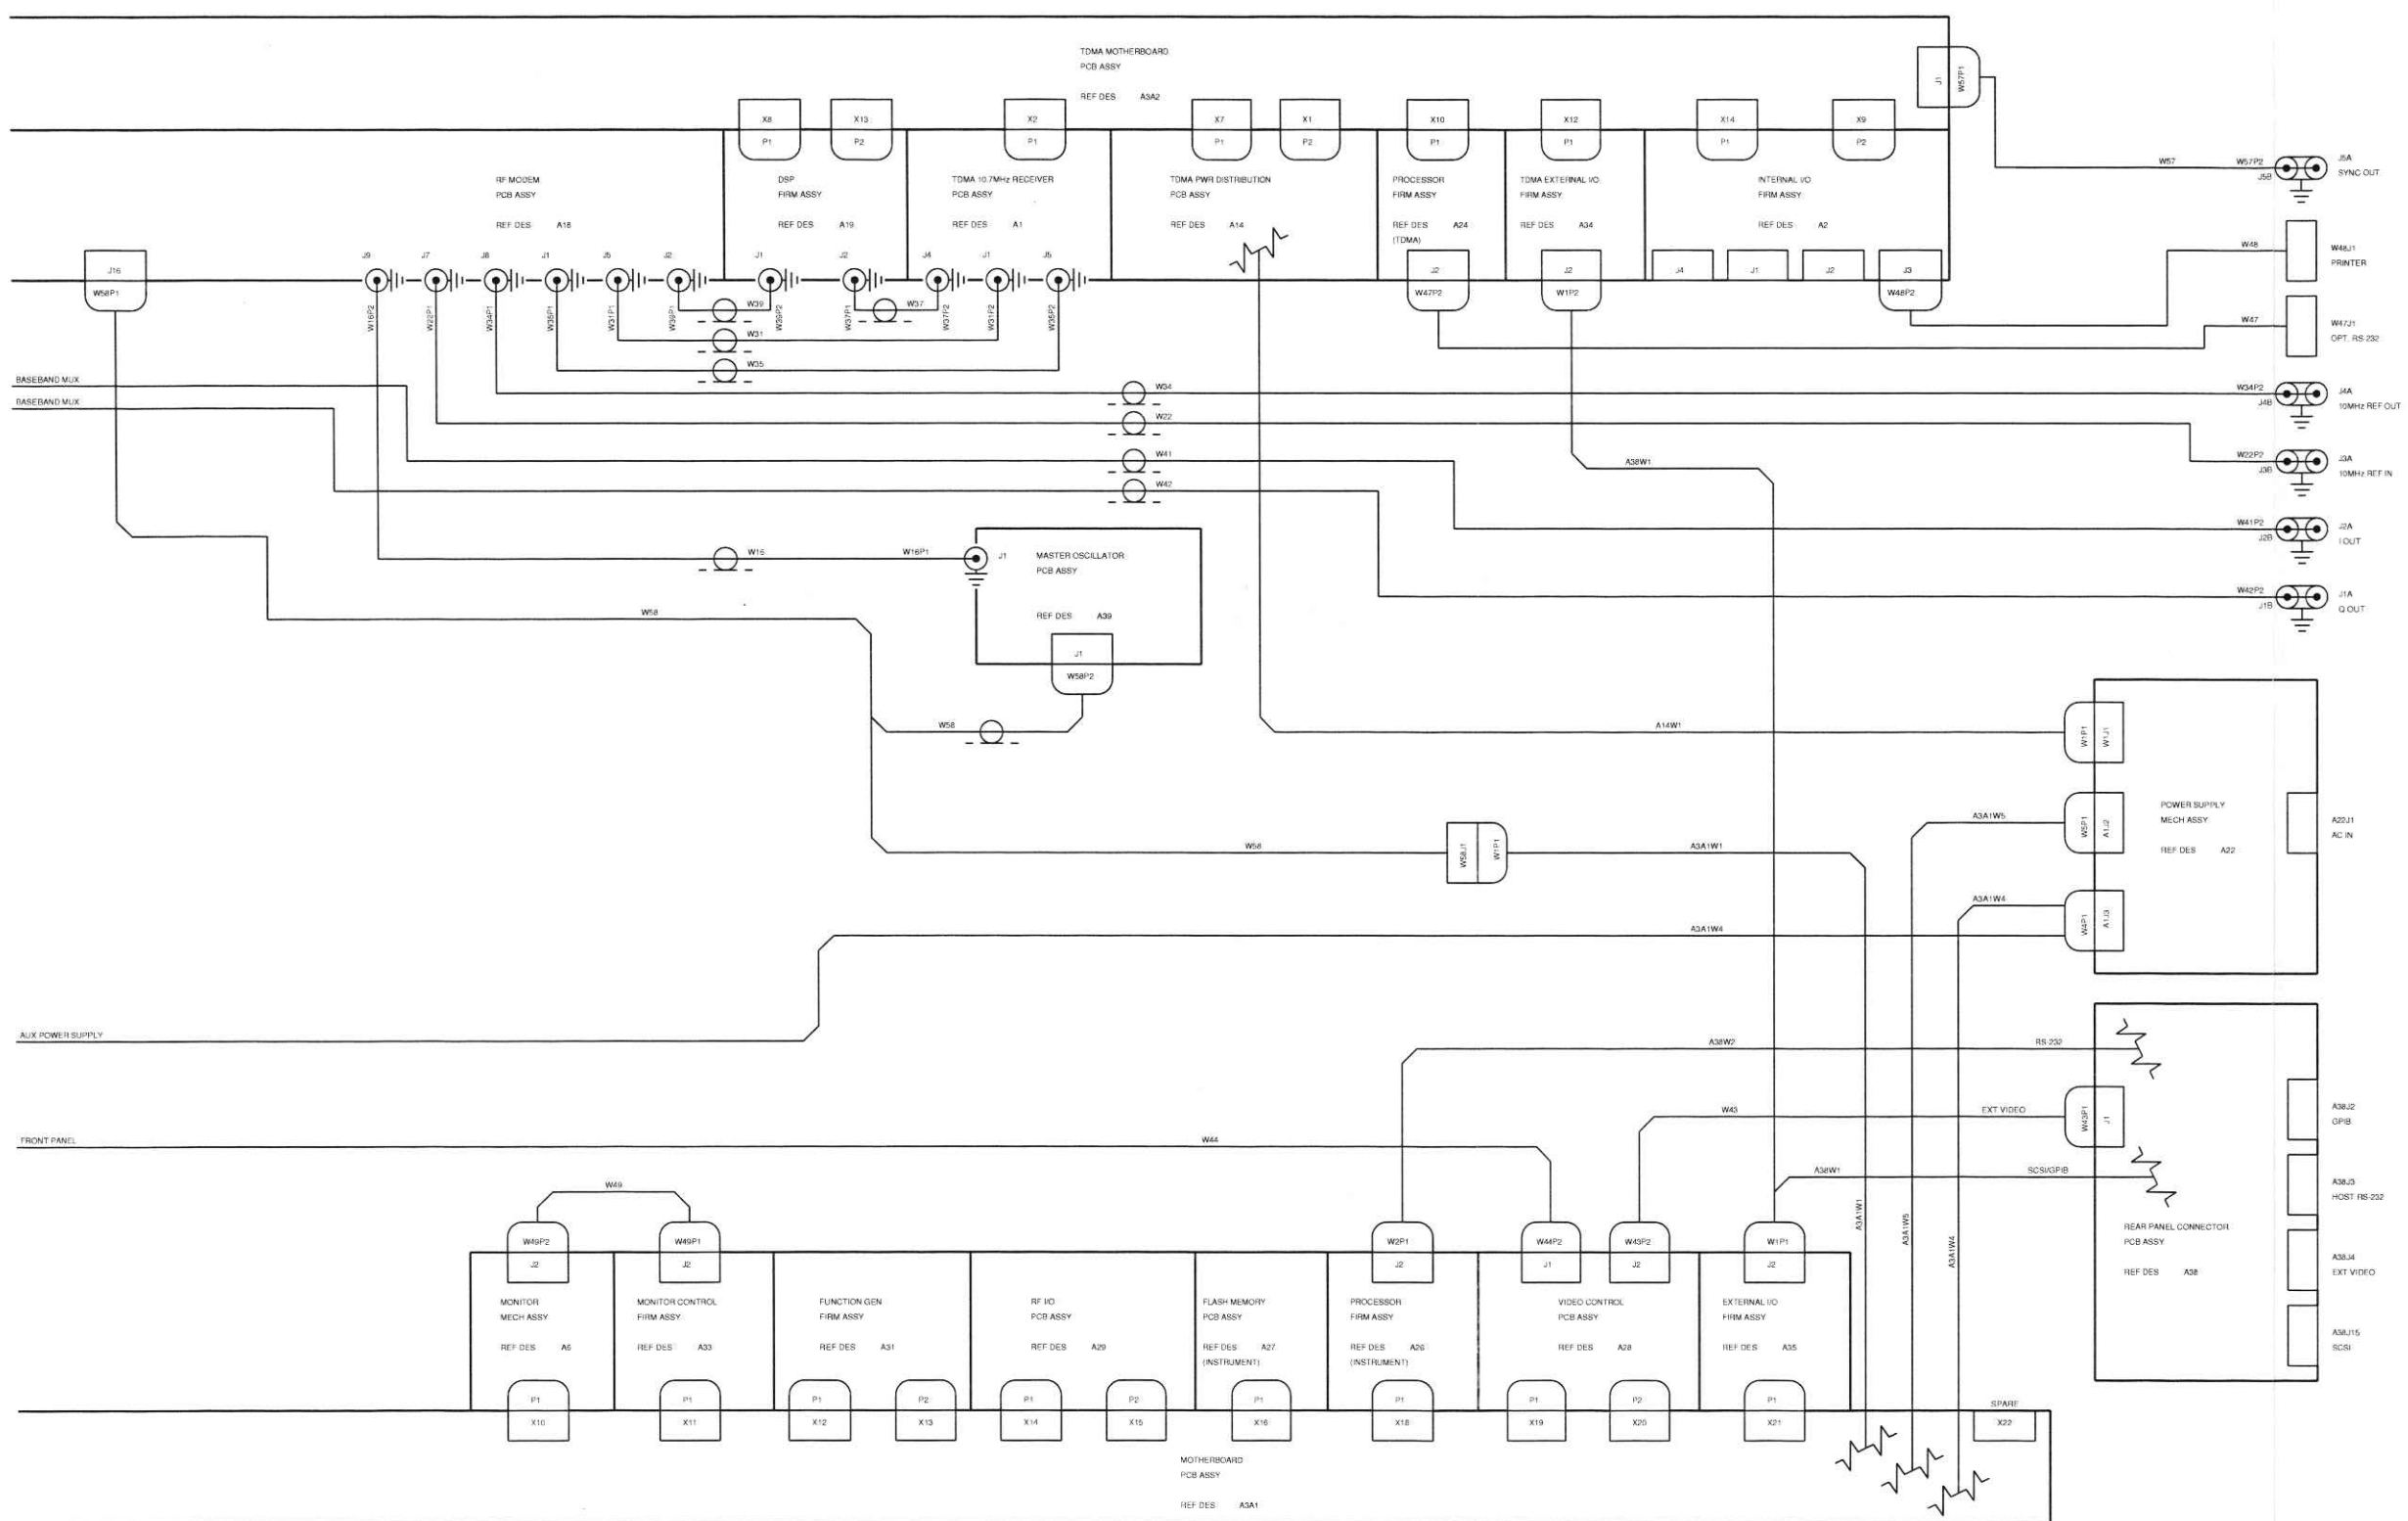 TDMA MOTHERBOARD
PCB ASSY
REF DES A3A2
J1
W57P1
X8
X13
X2
X7
X1
X10
X12
X14
X9
P1
P2
P1
P1
P2
P1
P1
P1
P2
W57
W57P2
J5B
J5A
SYNC OUT
RF MODEM
PCB ASSY
REF DES A18
DSP
FIRM ASSY
REF DES A19
TDMA 10.7MHz RECEIVER
PCB ASSY
REF DES A1
TDMA PWR DISTRIBUTION
PCB ASSY
REF DES A14
PROCESSOR
FIRM ASSY
REF DES A24
(TDMA)
TDMA EXTERNAL I/O
FIRM ASSY
REF DES A34
INTERNAL I/O
FIRM ASSY
REF DES A2
W48
W48J1
PRINTER
J16
W58P1
J9
J7
J8
J1
J5
J2
J1
J2
J4
J1
J5
J2
W47P2
J2
W1P2
J4
J1
J2
J3
W48P2
W16P2
W22P1
W34P1
W35P1
W31P1
W39P1
W39P2
W37P1
W37P2
W31P2
W35P2
W39
W37
W31
W35
W47
W47J1
OPT. RS-232
BASEBAND MUX
BASEBAND MUX
W34
W34P2
J4B
J4A
10MHz REF OUT
W22
W22P2
J3B
J3A
10MHz REF IN
W41
A38W1
W42
W41P2
J2B
J2A
I OUT
W16
W16P1
J1
MASTER OSCILLATOR
PCB ASSY
REF DES A39
W42P2
J1B
J1A
Q OUT
W58
J1
W58P2
W58
A14W1
W1P1
W1J1
POWER SUPPLY
MECH ASSY
REF DES A22
A3A1W5
W5P1
A1J2
A22J1
AC IN
W58
W58J1
W1P1
A3A1W1
A3A1W4
W4P1
A1J3
A3A1W4
AUX POWER SUPPLY
A38W2
RS-232
W43
EXT VIDEO
W43P1
J1
A38J2
GPIB
FRONT PANEL
W44
A38W1
SCSI/GPIB
A38J3
HOST RS-232
W49
A3A1W1
A3A1W5
A3A1W4
REAR PANEL CONNECTOR
PCB ASSY
REF DES A38
A38J4
EXT VIDEO
A38J15
SCSI
W49P2
J2
W49P1
J2
W2P1
J2
W44P2
J1
W43P2
J2
W1P1
J2
MONITOR
MECH ASSY
REF DES A6
MONITOR CONTROL
FIRM ASSY
REF DES A33
FUNCTION GEN
FIRM ASSY
REF DES A31
RF I/O
PCB ASSY
REF DES A29
FLASH MEMORY
PCB ASSY
REF DES A27
(INSTRUMENT)
PROCESSOR
FIRM ASSY
REF DES A26
(INSTRUMENT)
VIDEO CONTROL
PCB ASSY
REF DES A28
EXTERNAL I/O
FIRM ASSY
REF DES A35
P1
P1
P1
P2
P1
P2
P1
P1
P1
P2
P1
SPARE
X10
X11
X12
X13
X14
X15
X16
X18
X19
X20
X21
X22
MOTHERBOARD
PCB ASSY
REF DES A3A1